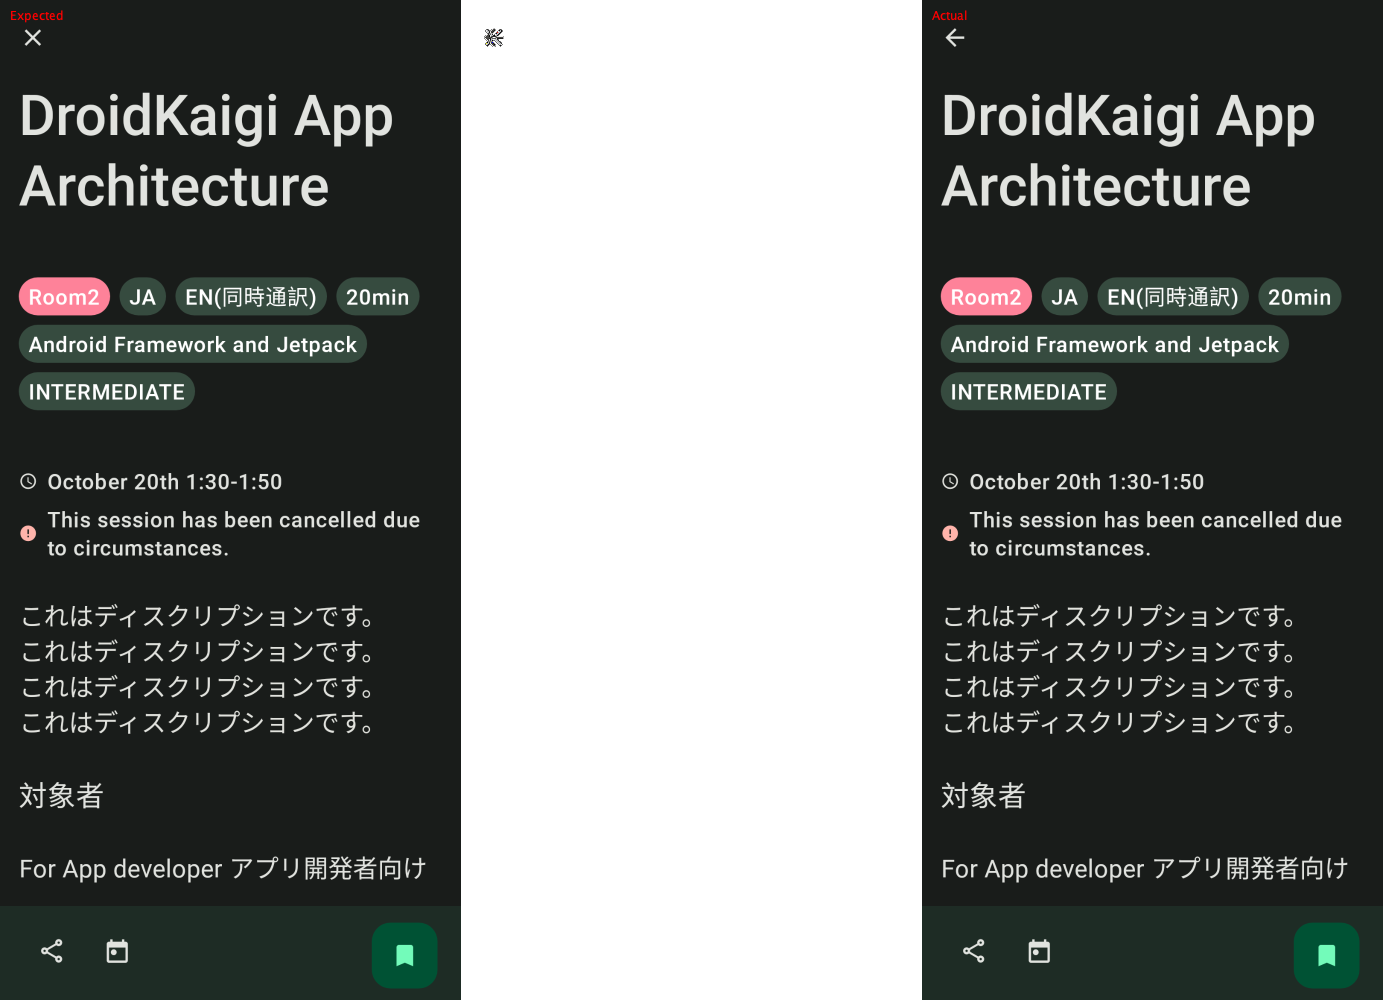 Expected
DroidKaigi App
Architecture
Room2 JA EN(同時通訳) 20min
Android Framework and Jetpack
INTERMEDIATE
October 20th 1:30-1:50
This session has been cancelled due
to circumstances.
これはディスクリプションです。
これはディスクリプションです。
これはディスクリプションです。
これはディスクリプションです。
対象者
For App developer アプリ開発者向け
Actual
DroidKaigi App
Architecture
Room2 JA EN(同時通訳) 20min
Android Framework and Jetpack
INTERMEDIATE
October 20th 1:30-1:50
This session has been cancelled due
to circumstances.
これはディスクリプションです。
これはディスクリプションです。
これはディスクリプションです。
これはディスクリプションです。
対象者
For App developer アプリ開発者向け